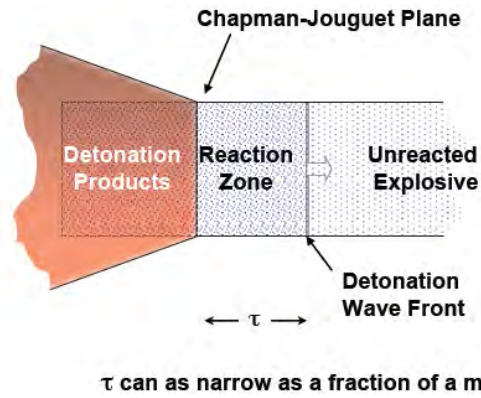 Chapman-Jouguet Plane
Detonation
Products
Reaction
Zone
Unreacted
Explosive
Detonation
Wave Front
τ
τ can as narrow as a fraction of a m